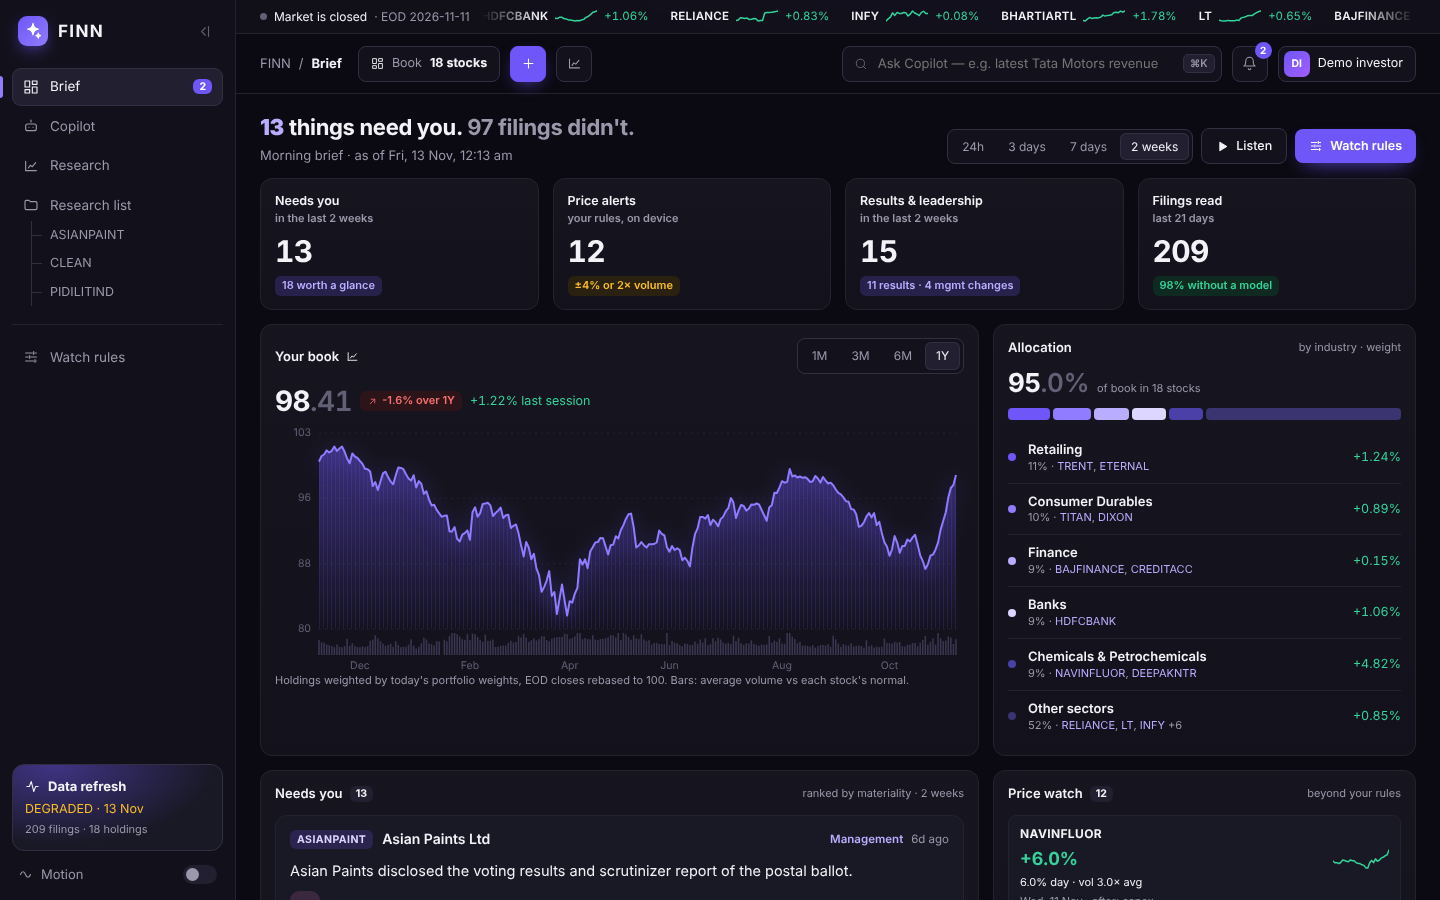 FINN
Brief 2
Copilot
Research
Research list
ASIANPAINT
CLEAN
PIDILITIND
Watch rules
Data refresh
DEGRADED · 13 Nov
209 filings · 18 holdings
Motion
Market is closed · EOD 2026-11-11 HDFCBANK +1.06% RELIANCE +0.83% INFY +0.08% BHARTIARTL +1.78% LT +0.65% BAJFINANCE
FINN / Brief Book 18 stocks Ask Copilot — e.g. latest Tata Motors revenue ⌘K 2 DI Demo investor
13 things need you. 97 filings didn't.
Morning brief · as of Fri, 13 Nov, 12:13 am
24h 3 days 7 days 2 weeks Listen Watch rules
Needs you
in the last 2 weeks
13
18 worth a glance
Price alerts
your rules, on device
12
±4% or 2× volume
Results & leadership
in the last 2 weeks
15
11 results · 4 mgmt changes
Filings read
last 21 days
209
98% without a model
Your book 1M 3M 6M 1Y
98.41 -1.6% over 1Y +1.22% last session
103
96
88
80
Dec Feb Apr Jun Aug Oct
Holdings weighted by today's portfolio weights, EOD closes rebased to 100. Bars: average volume vs each stock's normal.
Allocation by industry · weight
95.0% of book in 18 stocks
Retailing
11% · TRENT, ETERNAL +1.24%
Consumer Durables
10% · TITAN, DIXON +0.89%
Finance
9% · BAJFINANCE, CREDITACC +0.15%
Banks
9% · HDFCBANK +1.06%
Chemicals & Petrochemicals
9% · NAVINFLUOR, DEEPAKNTR +4.82%
Other sectors
52% · RELIANCE, LT, INFY +6 +0.85%
Needs you 13 ranked by materiality · 2 weeks
ASIANPAINT Asian Paints Ltd Management 6d ago
Asian Paints disclosed the voting results and scrutinizer report of the postal ballot.
Price watch 12 beyond your rules
NAVINFLUOR
+6.0%
6.0% day · vol 3.0× avg